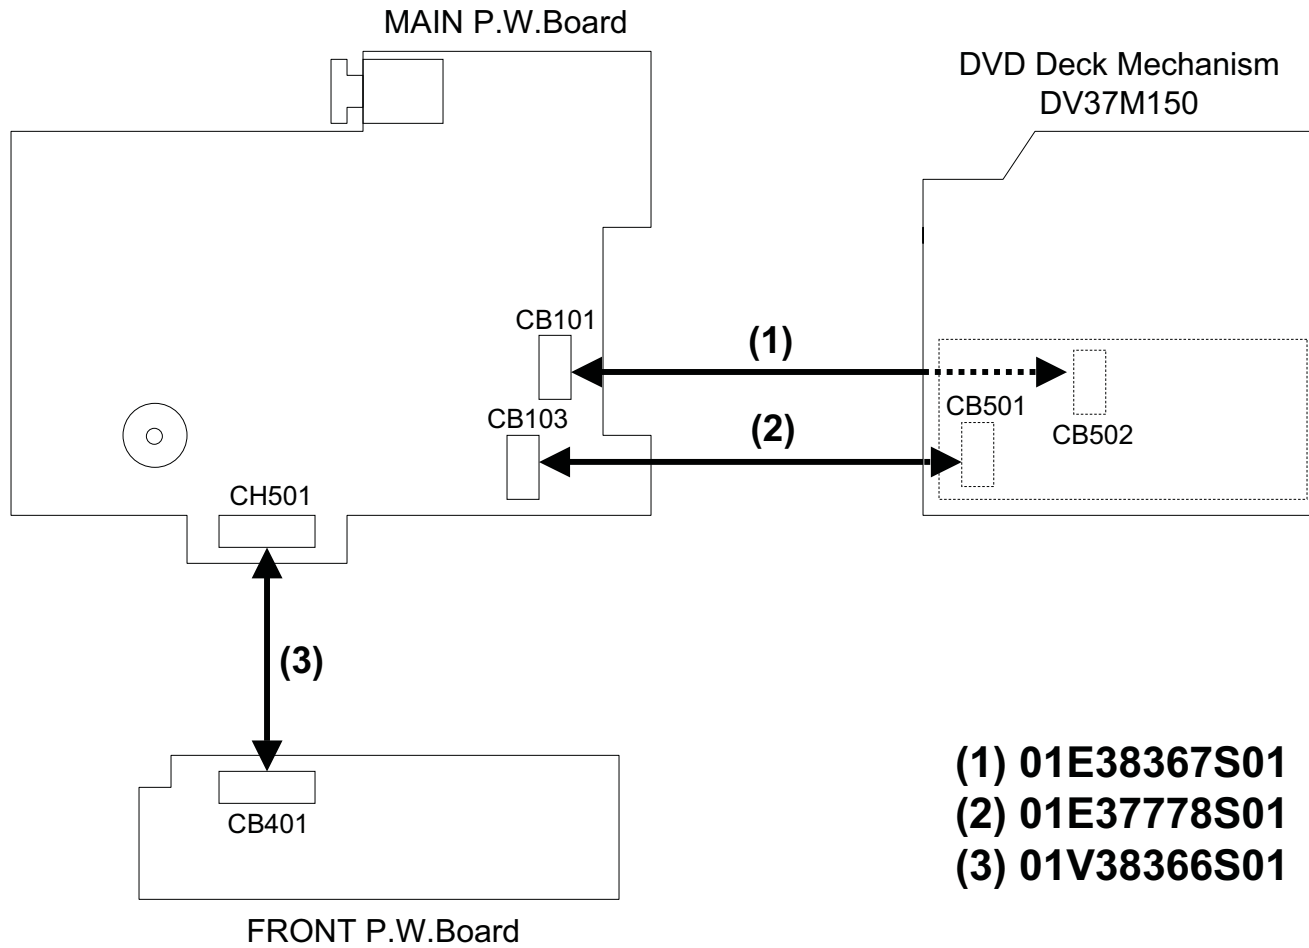 MAIN P.W.Board
DVD Deck Mechanism
DV37M150
CB101
(1)
CB501
CB103
(2)
CB502
CH501
(3)
CB401
FRONT P.W.Board
(1) 01E38367S01
(2) 01E37778S01
(3) 01V38366S01